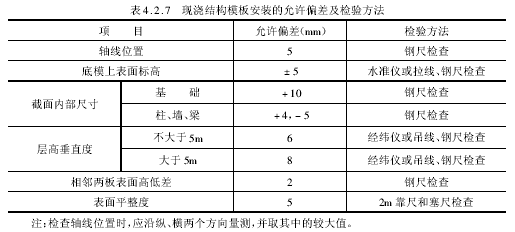 表4.2.7 现浇结构模板安装的允许偏差及检验方法
项 目 允许偏差(mm) 检验方法
轴线位置 5 钢尺检查
底模上表面标高 ±5 水准仪或拉线、钢尺检查
截面内部尺寸 基 础 +10 钢尺检查
柱、墙、梁 +4,-5 钢尺检查
层高垂直度 不大于5m 6 经纬仪或吊线、钢尺检查
大于5m 8 经纬仪或吊线、钢尺检查
相邻两板表面高低差 2 钢尺检查
表面平整度 5 2m靠尺和塞尺检查
注:检查轴线位置时,应沿纵、横两个方向量测,并取其中的较大值。